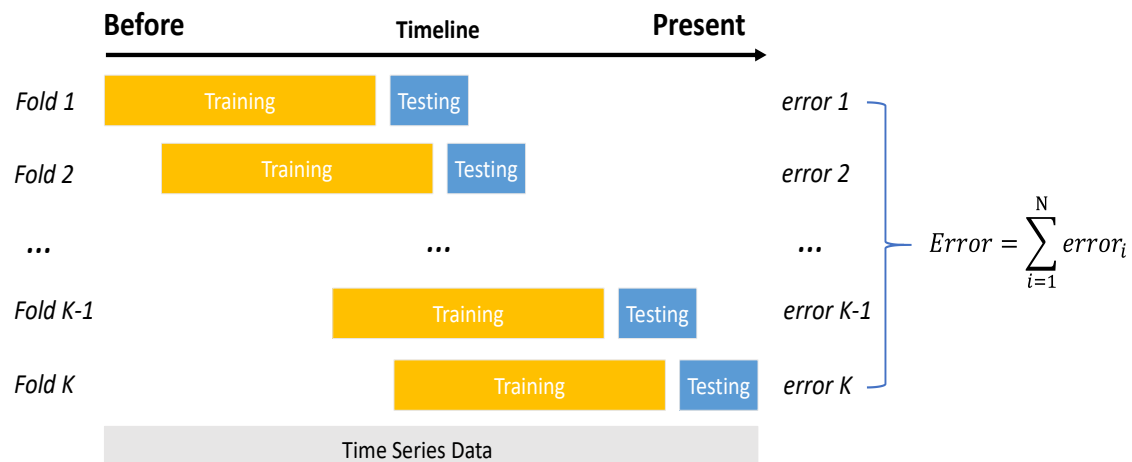 Before Timeline Present
Fold 1 Training Testing error 1
Fold 2 Training Testing error 2
... ... ...
Error = \sum_{i=1}^{N} error_i
Fold K-1 Training Testing error K-1
Fold K Training Testing error K
Time Series Data